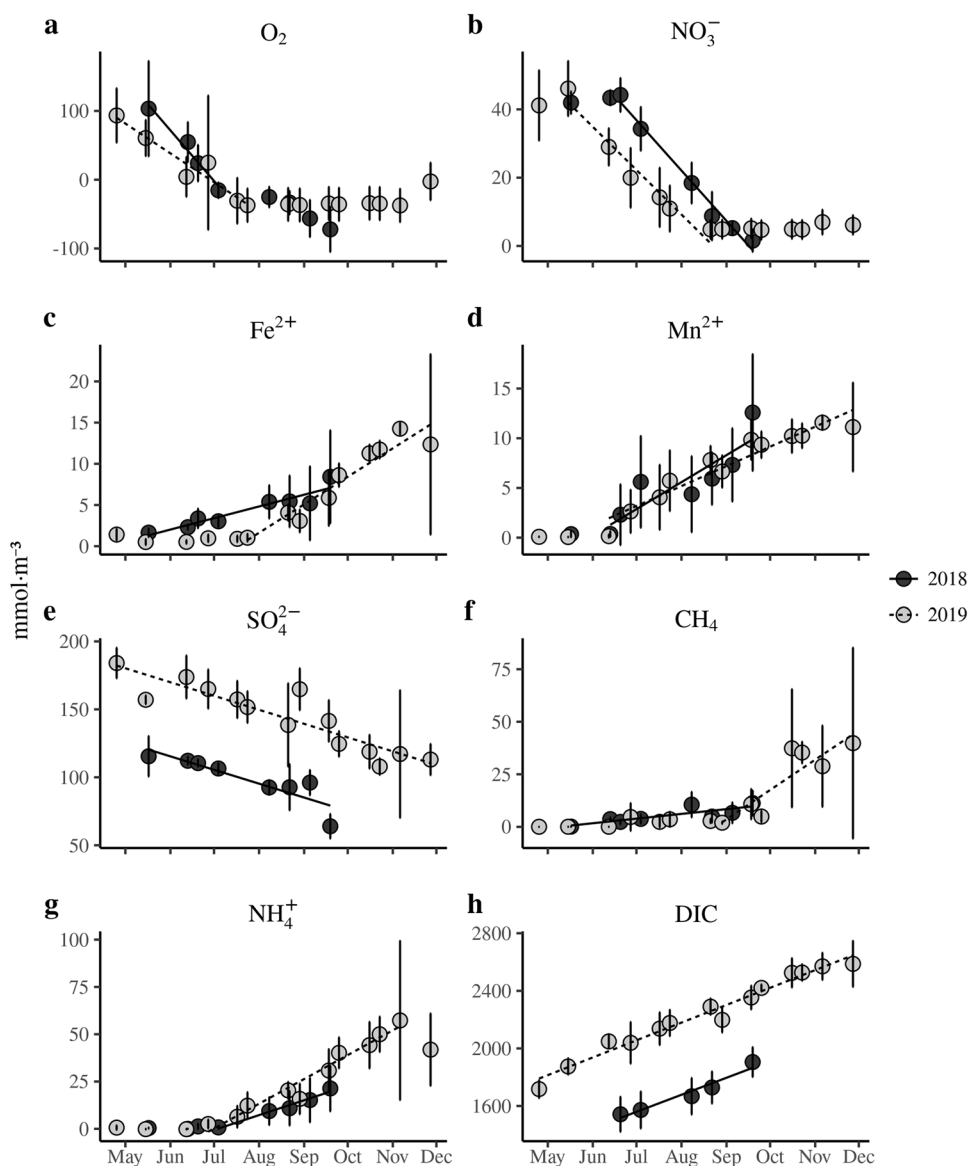 a
O₂
100
0
-100
b
NO₃⁻
40
20
0
c
Fe²⁺
20
15
10
5
0
d
Mn²⁺
15
10
5
0
mmol·m⁻³
2018
2019
e
SO₄²⁻
200
150
100
50
f
CH₄
75
50
25
0
g
NH₄⁺
100
75
50
25
0
May Jun Jul Aug Sep Oct Nov Dec
h
DIC
2800
2400
2000
1600
May Jun Jul Aug Sep Oct Nov Dec